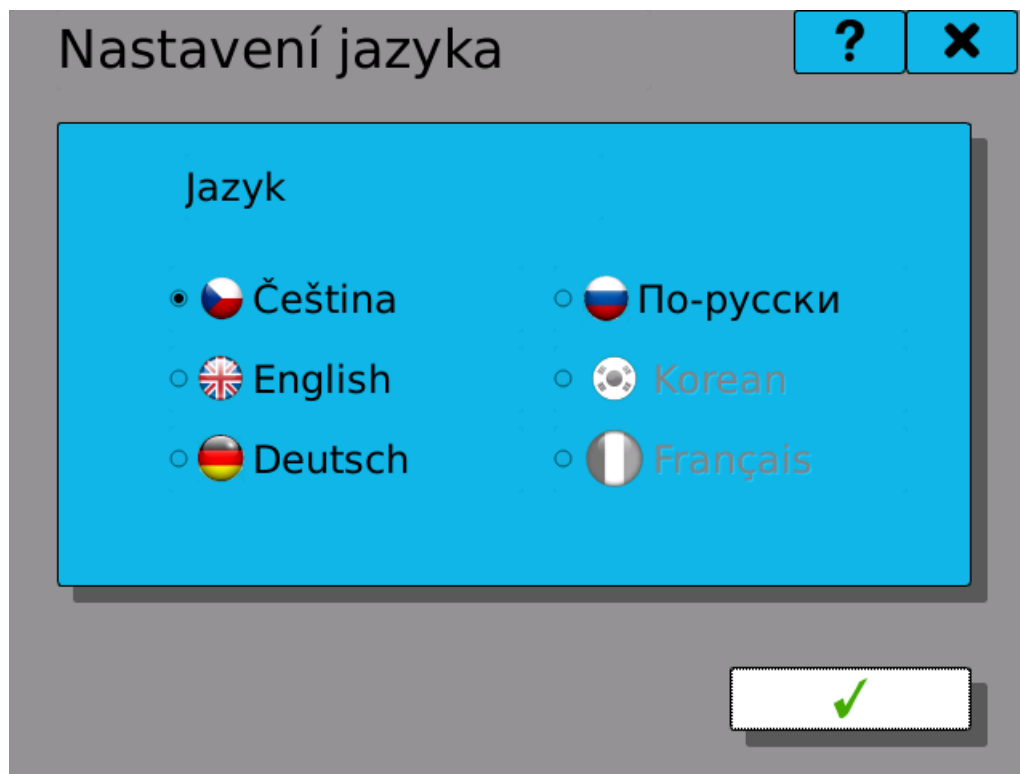 Nastavení jazyka
?
Jazyk
Čeština
По-русски
English
Korean
Deutsch
Français